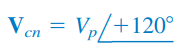 V_cn = V_p/+120°